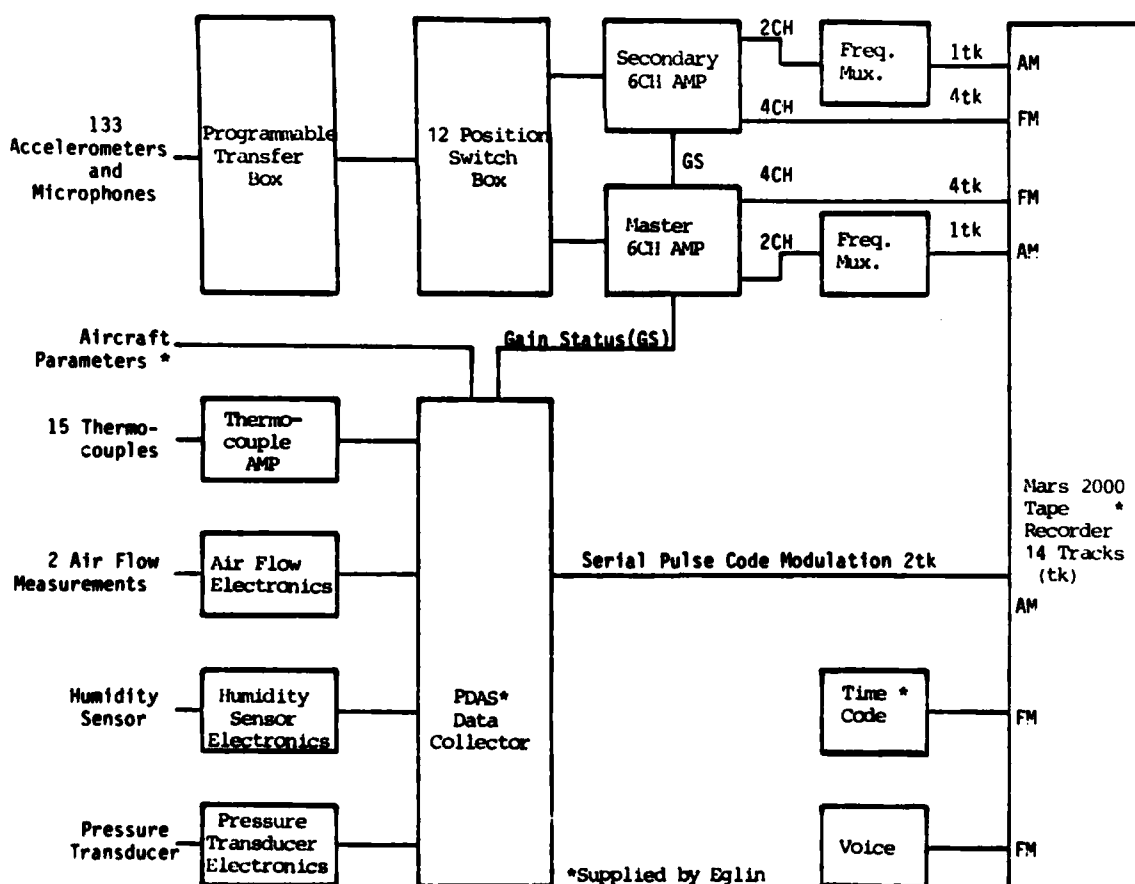 133
Accelerometers
and
Microphones
Programmable
Transfer
Box
12 Position
Switch
Box
Secondary
6CH AMP
2CH
Freq.
Mux.
1tk
AM
4CH
4tk
FM
GS
Master
6CH AMP
4CH
4tk
FM
2CH
Freq.
Mux.
1tk
AM
Aircraft
Parameters *
Gain Status(GS)
15 Thermo-
couples
Thermo-
couple
AMP
2 Air Flow
Measurements
Air Flow
Electronics
Humidity
Sensor
Humidity
Sensor
Electronics
Pressure
Transducer
Pressure
Transducer
Electronics
PDAS*
Data
Collector
Serial Pulse Code Modulation 2tk
AM
Mars 2000
Tape *
Recorder
14 Tracks
(tk)
Time *
Code
FM
Voice
FM
*Supplied by Eglin